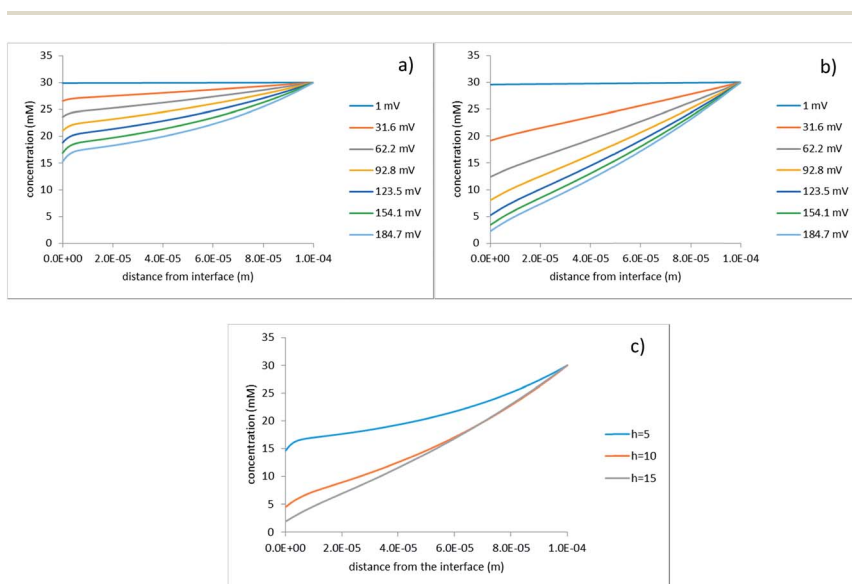 a)
35
30
25
20
15
10
5
0
concentration (mM)
0.0E+00 2.0E-05 4.0E-05 6.0E-05 8.0E-05 1.0E-04
distance from interface (m)
1 mV
31.6 mV
62.2 mV
92.8 mV
123.5 mV
154.1 mV
184.7 mV
b)
35
30
25
20
15
10
5
0
concentration (mM)
0.0E+00 2.0E-05 4.0E-05 6.0E-05 8.0E-05 1.0E-04
distance from interface (m)
1 mV
31.6 mV
62.2 mV
92.8 mV
123.5 mV
154.1 mV
184.7 mV
c)
35
30
25
20
15
10
5
0
concentration (mM)
0.0E+00 2.0E-05 4.0E-05 6.0E-05 8.0E-05 1.0E-04
distance from the interface (m)
h=5
h=10
h=15